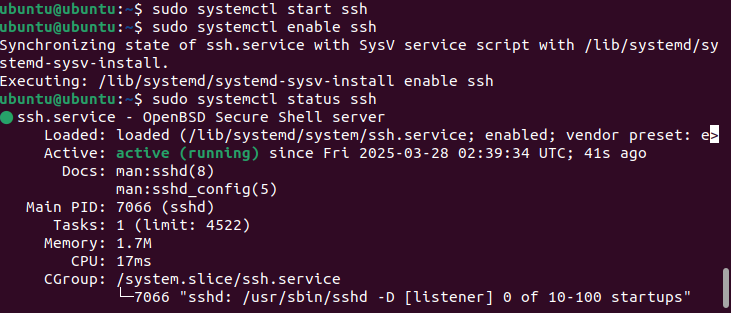 ubuntu@ubuntu:~$ sudo systemctl start ssh
ubuntu@ubuntu:~$ sudo systemctl enable ssh
Synchronizing state of ssh.service with SysV service script with /lib/systemd/sy
stemd-sysv-install.
Executing: /lib/systemd/systemd-sysv-install enable ssh
ubuntu@ubuntu:~$ sudo systemctl status ssh
● ssh.service - OpenBSD Secure Shell server
     Loaded: loaded (/lib/systemd/system/ssh.service; enabled; vendor preset: e>
     Active: active (running) since Fri 2025-03-28 02:39:34 UTC; 41s ago
       Docs: man:sshd(8)
             man:sshd_config(5)
   Main PID: 7066 (sshd)
      Tasks: 1 (limit: 4522)
     Memory: 1.7M
        CPU: 17ms
     CGroup: /system.slice/ssh.service
             └─7066 "sshd: /usr/sbin/sshd -D [listener] 0 of 10-100 startups"